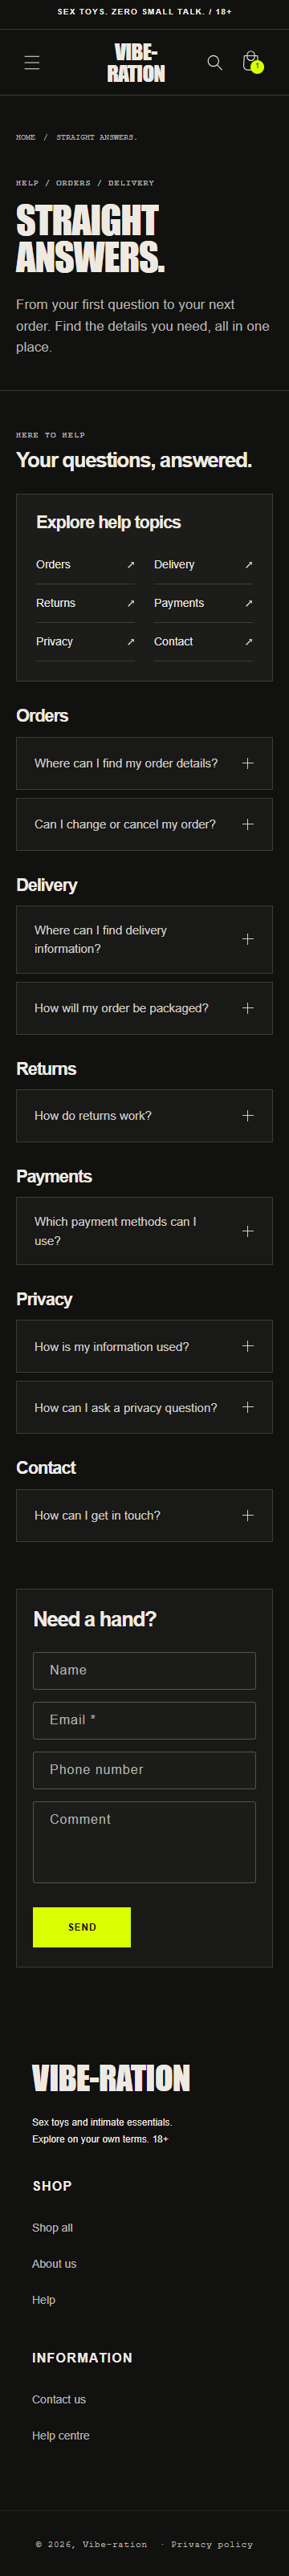 SEX TOYS. ZERO SMALL TALK. / 18+
VIBE-
RATION
1
HOME / STRAIGHT ANSWERS.
HELP / ORDERS / DELIVERY
STRAIGHT
ANSWERS.
From your first question to your next
order. Find the details you need, all in one
place.
HERE TO HELP
Your questions, answered.
Explore help topics
Orders ↗ Delivery ↗
Returns ↗ Payments ↗
Privacy ↗ Contact ↗
Orders
Where can I find my order details?
Can I change or cancel my order?
Delivery
Where can I find delivery
information?
How will my order be packaged?
Returns
How do returns work?
Payments
Which payment methods can I
use?
Privacy
How is my information used?
How can I ask a privacy question?
Contact
How can I get in touch?
Need a hand?
Name
Email *
Phone number
Comment
SEND
VIBE-RATION
Sex toys and intimate essentials.
Explore on your own terms. 18+
SHOP
Shop all
About us
Help
INFORMATION
Contact us
Help centre
© 2026, Vibe-ration · Privacy policy